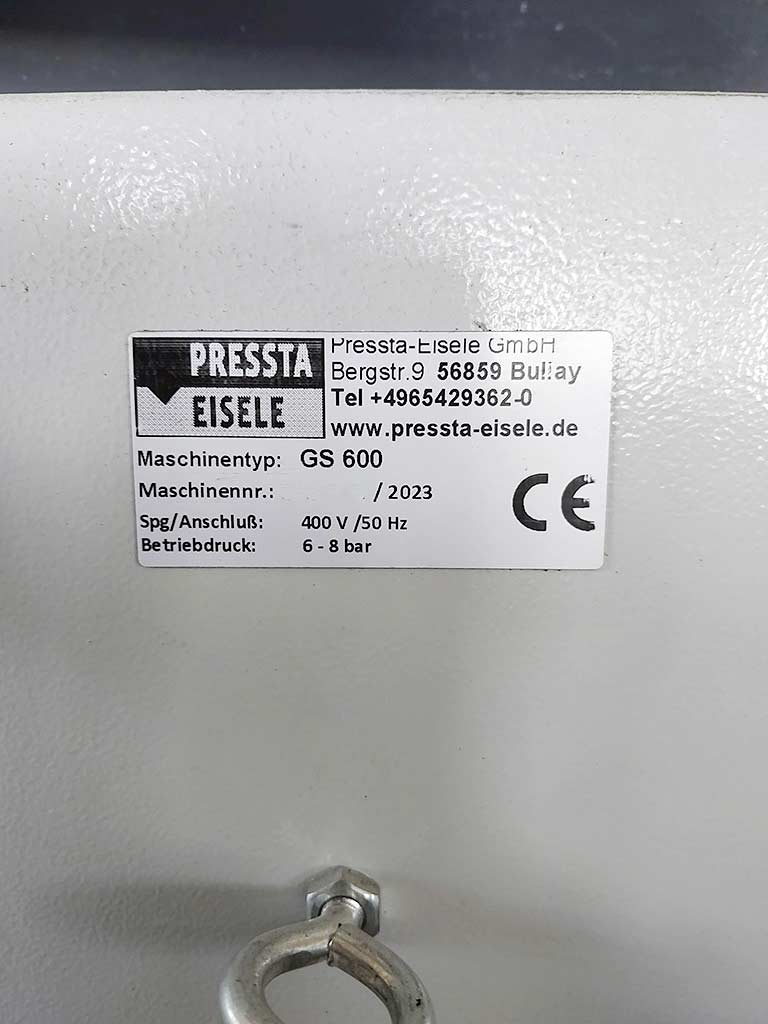 PRESSTA
EISELE
Pressta-Eisele GmbH
Bergstr.9 56859 Bullay
Tel +4965429362-0
www.pressta-eisele.de
Maschinentyp: GS 600
Maschinennr.: / 2023
Spg/Anschluß: 400 V /50 Hz
Betriebdruck: 6 - 8 bar
CE